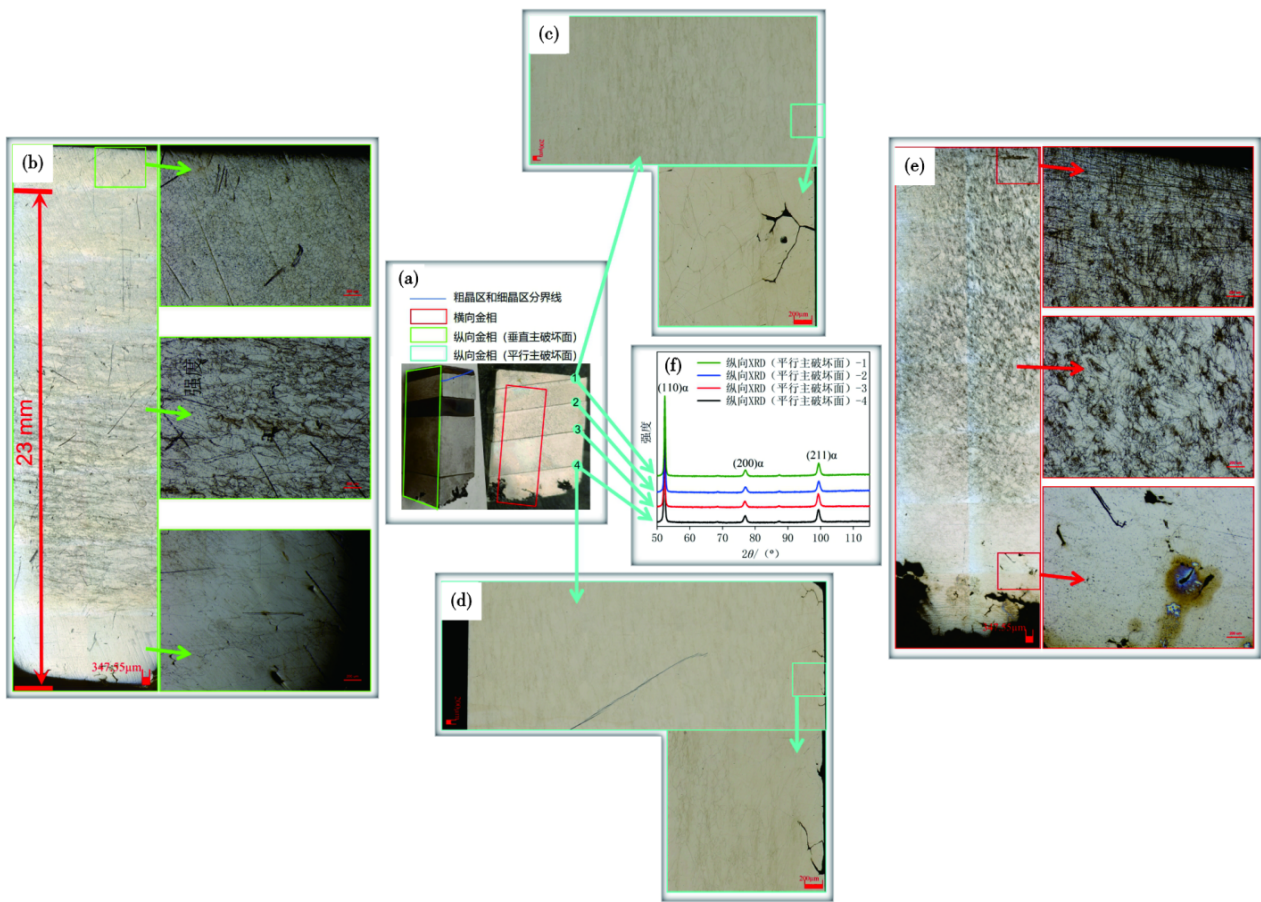 (a)
粗晶区和细晶区分界线
横向金相
纵向金相（垂直主破坏面）
纵向金相（平行主破坏面）
1
2
3
4
(b)
23 mm
强度
347.55μm
(c)
200μm
(d)
200μm
(e)
347.55μm
(f)
纵向XRD（平行主破坏面）-1
纵向XRD（平行主破坏面）-2
纵向XRD（平行主破坏面）-3
纵向XRD（平行主破坏面）-4
(110)α
(200)α
(211)α
强度
50 60 70 80 90 100 110
2θ/（°）